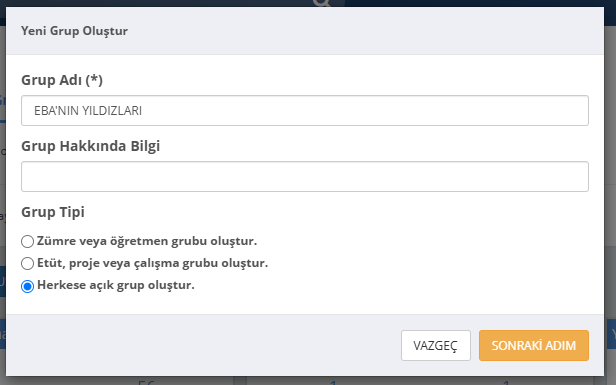 Yeni Grup Oluştur
Grup Adı (*)
EBA'NIN YILDIZLARI
Grup Hakkında Bilgi
Grup Tipi
Zümre veya öğretmen grubu oluştur.
Etüt, proje veya çalışma grubu oluştur.
Herkese açık grup oluştur.
VAZGEÇ
SONRAKİ ADIM